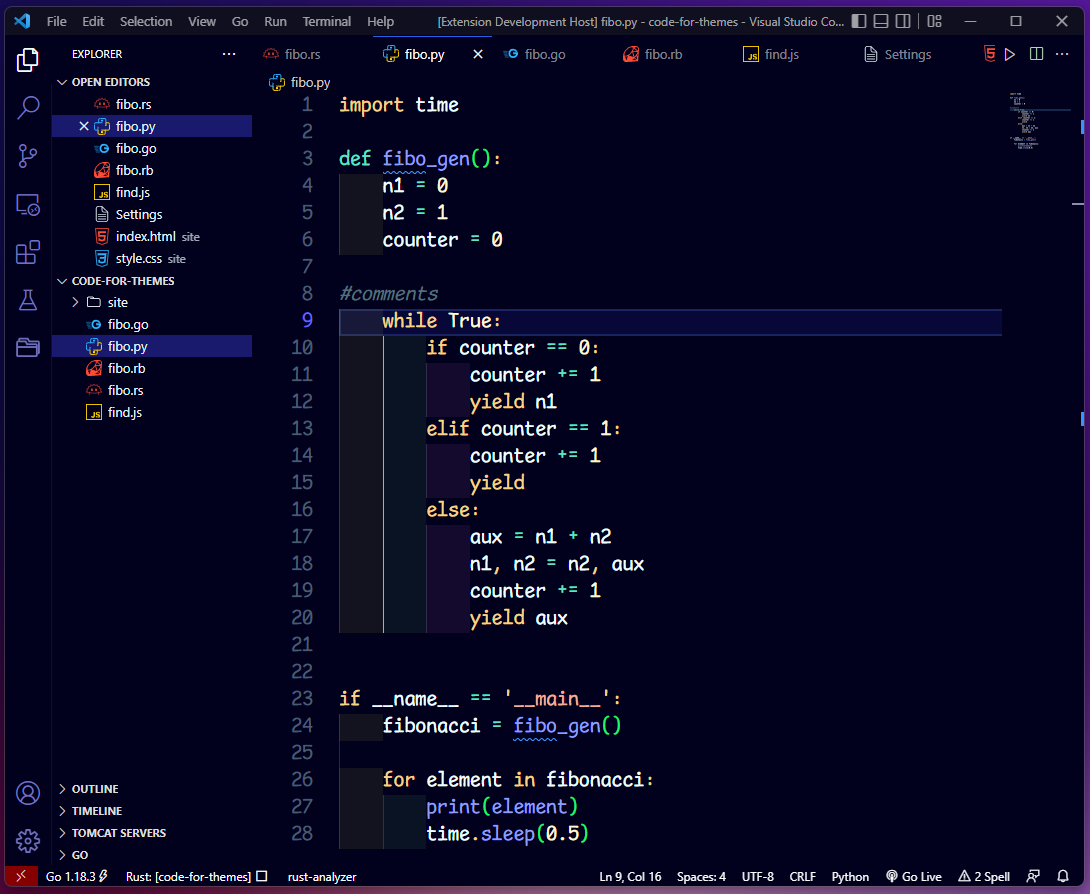 File Edit Selection View Go Run Terminal Help [Extension Development Host] fibo.py - code-for-themes - Visual Studio Co...
EXPLORER ...
fibo.rs fibo.py fibo.go fibo.rb find.js Settings
OPEN EDITORS
fibo.rs
fibo.py
fibo.go
fibo.rb
find.js
Settings
index.html site
style.css site
CODE-FOR-THEMES
site
fibo.go
fibo.py
fibo.rb
fibo.rs
find.js
OUTLINE
TIMELINE
TOMCAT SERVERS
GO
fibo.py
1 import time
2
3 def fibo_gen():
4 n1 = 0
5 n2 = 1
6 counter = 0
7
8 #comments
9 while True:
10 if counter == 0:
11 counter += 1
12 yield n1
13 elif counter == 1:
14 counter += 1
15 yield
16 else:
17 aux = n1 + n2
18 n1, n2 = n2, aux
19 counter += 1
20 yield aux
21
22
23 if __name__ == '__main__':
24 fibonacci = fibo_gen()
25
26 for element in fibonacci:
27 print(element)
28 time.sleep(0.5)
Go 1.18.3 Rust: [code-for-themes] rust-analyzer Ln 9, Col 16 Spaces: 4 UTF-8 CRLF Python Go Live 2 Spell